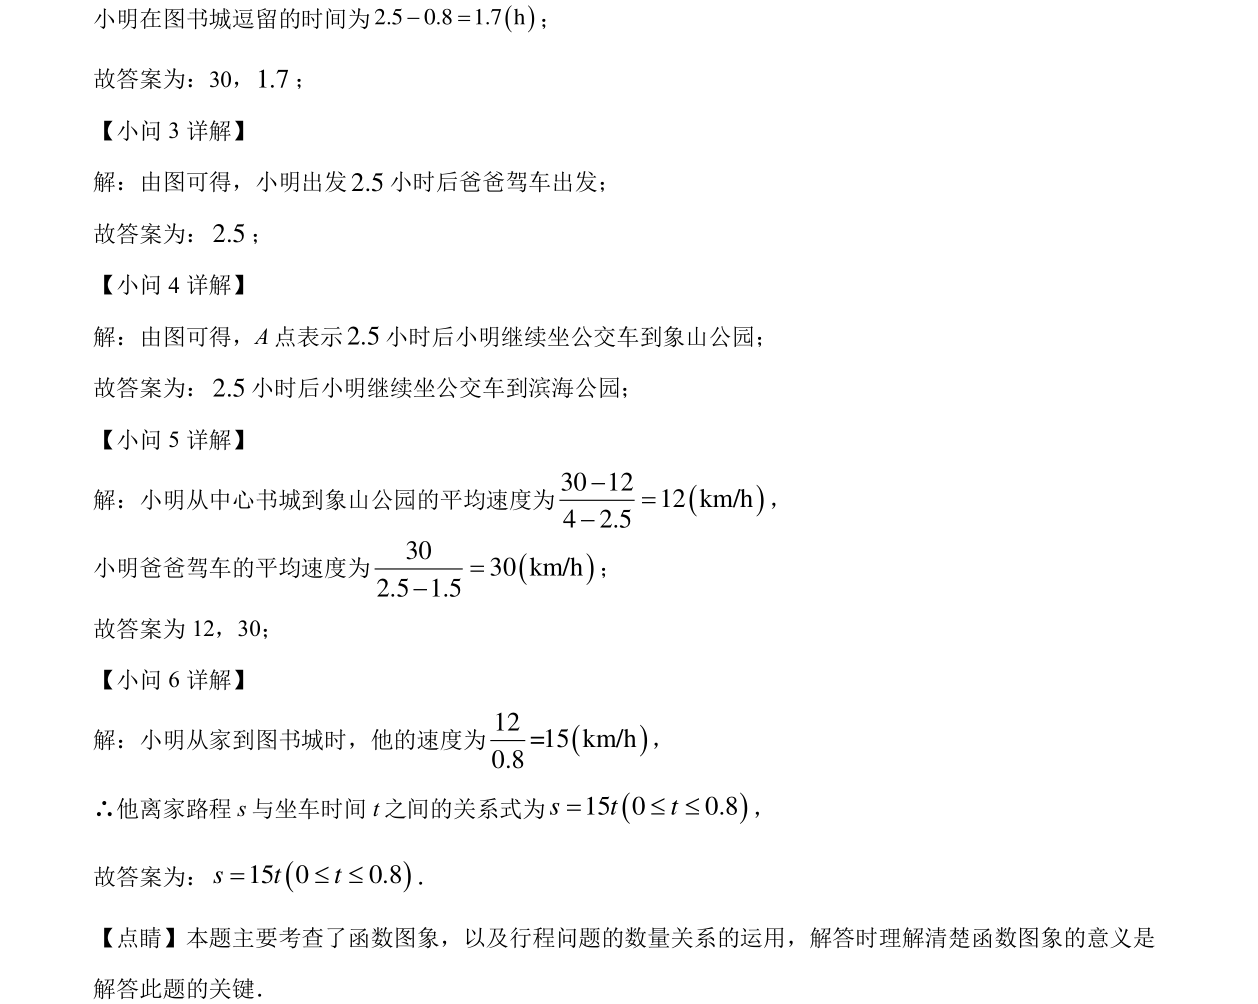 小明在图书城逗留的时间为2.5−0.8=1.7(h)；
故答案为：30，1.7；
【小问 3 详解】
解：由图可得，小明出发2.5 小时后爸爸驾车出发；
故答案为：2.5；
【小问 4 详解】
解：由图可得，A 点表示2.5 小时后小明继续坐公交车到象山公园；
故答案为：2.5 小时后小明继续坐公交车到滨海公园；
【小问 5 详解】
解：小明从中心书城到象山公园的平均速度为\frac{30−12}{4−2.5}=12(km/h)，
小明爸爸驾车的平均速度为\frac{30}{2.5−1.5}=30(km/h)；
故答案为 12，30；
【小问 6 详解】
解：小明从家到图书城时，他的速度为\frac{12}{0.8}=15(km/h)，
∴他离家路程 s 与坐车时间 t 之间的关系式为s=15t(0≤t≤0.8)，
故答案为：s=15t(0≤t≤0.8)．
【点睛】本题主要考查了函数图象，以及行程问题的数量关系的运用，解答时理解清楚函数图象的意义是
解答此题的关键．